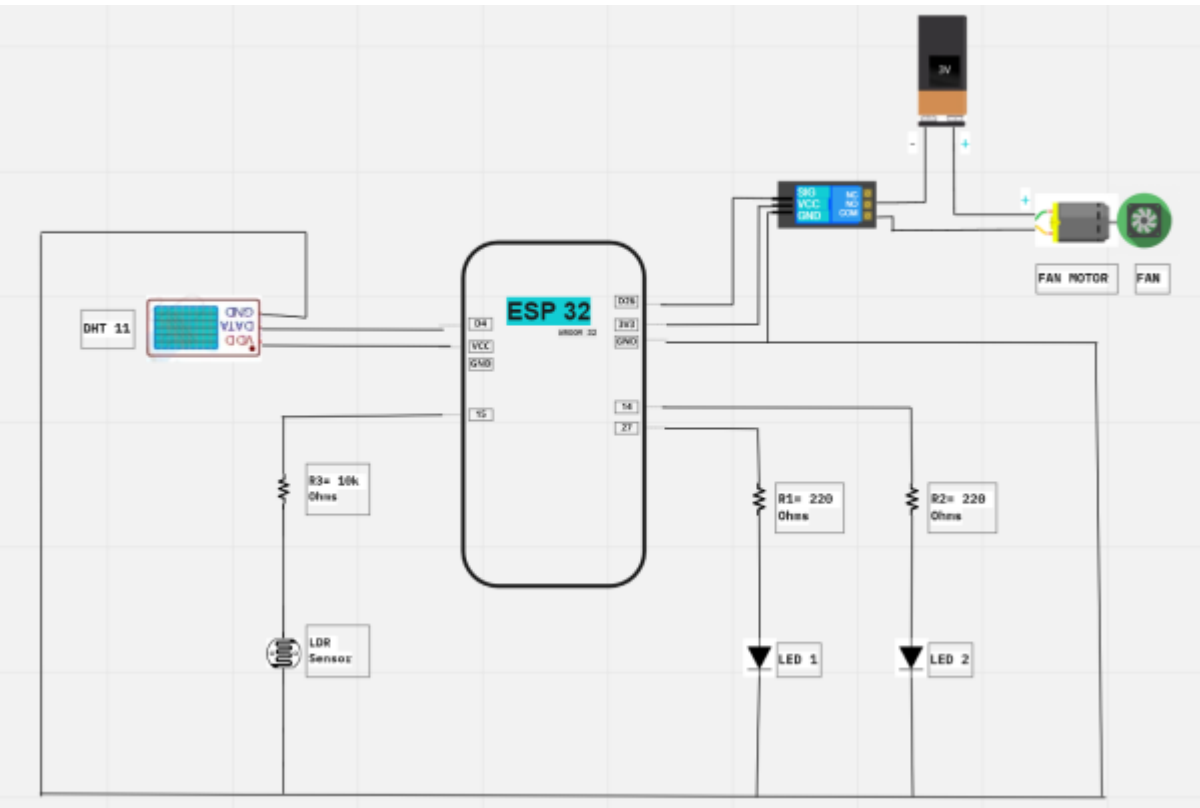 3V
-
+
SIG
VCC
GND
NC
NO
COM
+
FAN MOTOR
FAN
DHT 11
GND
DATA
VDD
ESP 32
D4
VCC
GND
15
3V3
GND
14
27
R3= 10k
Ohms
R1= 220
Ohms
R2= 220
Ohms
LDR
Sensor
LED 1
LED 2